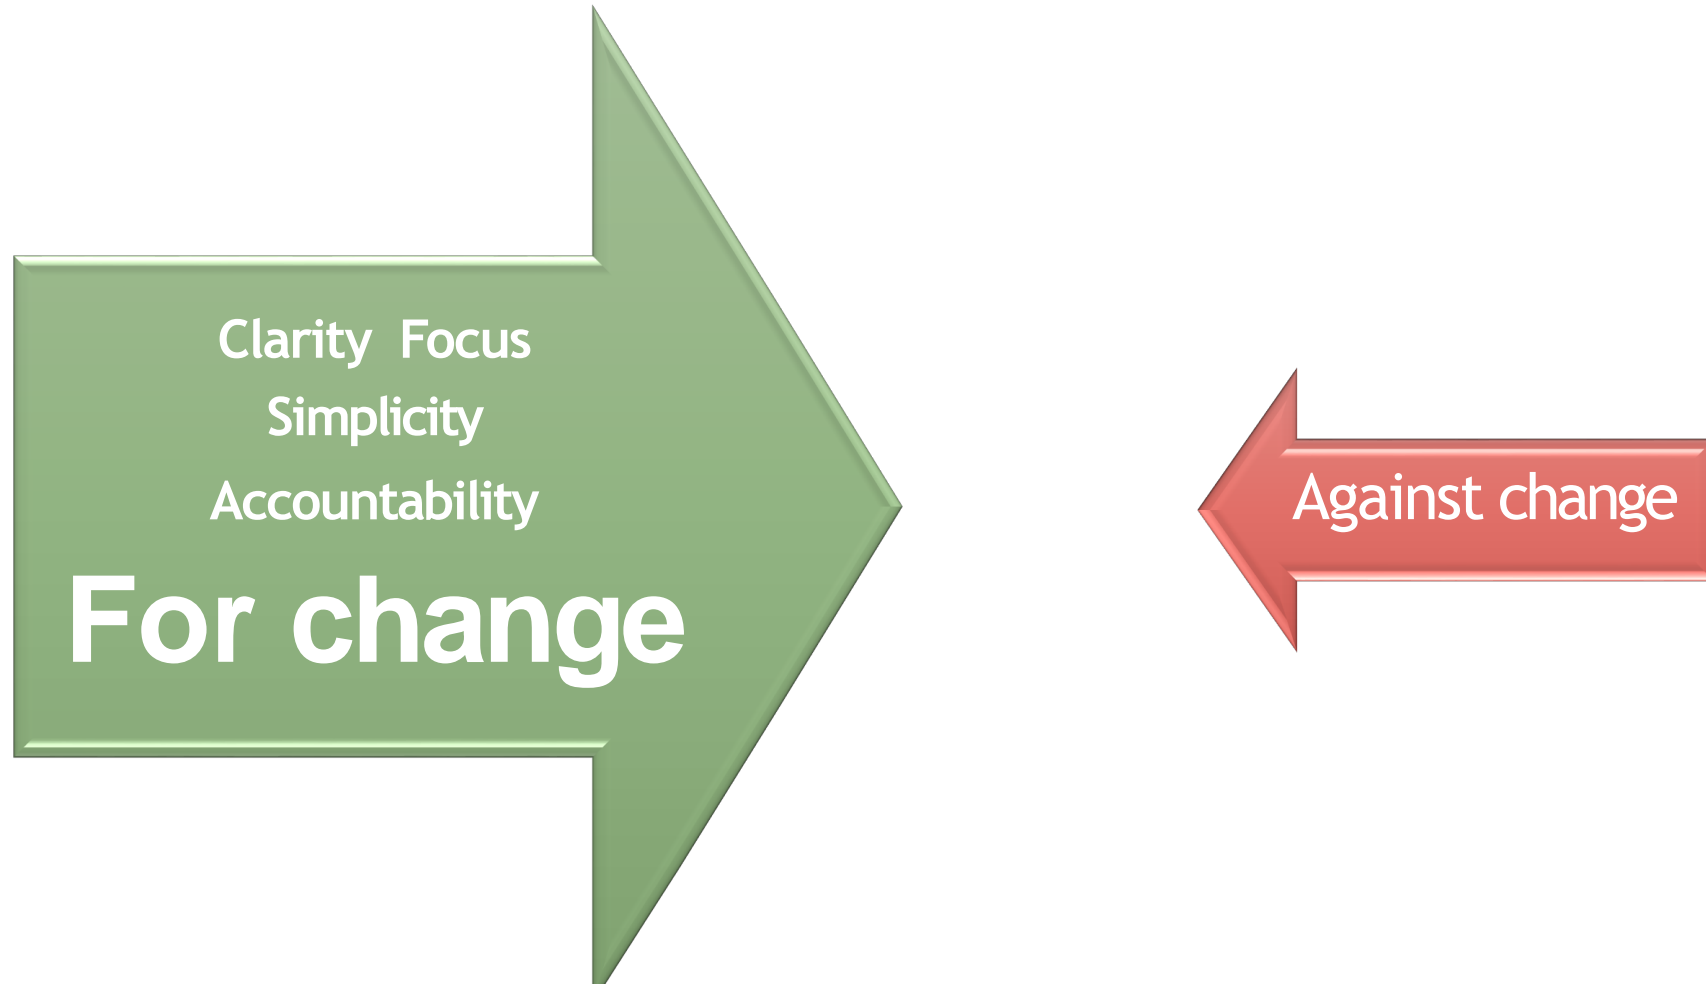 Clarity Focus
Simplicity
Accountability
For change
Against change